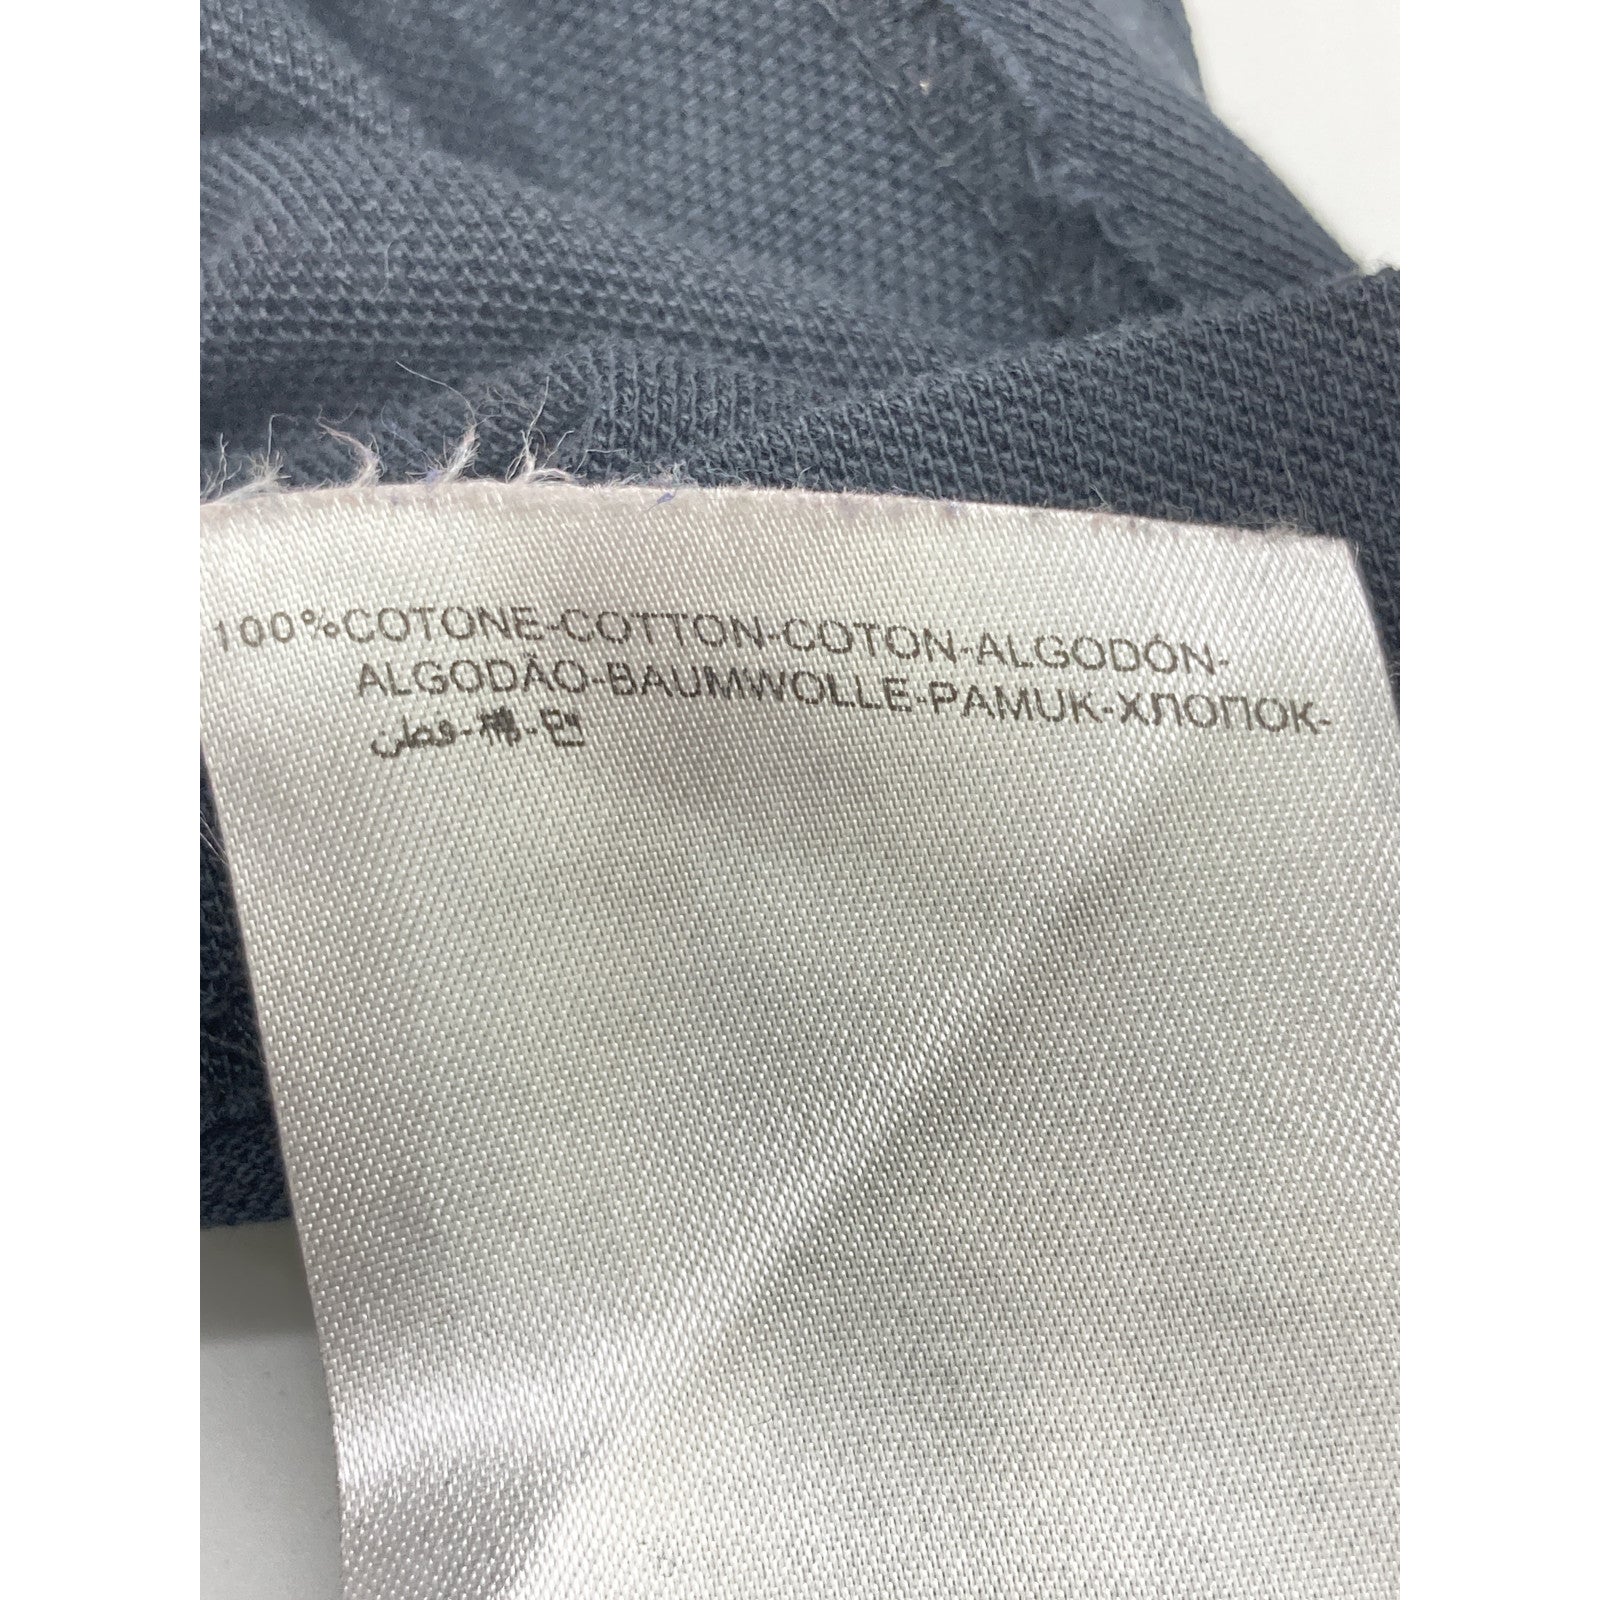 100%COTONE-COTTON-COTON-ALGODÓN-
ALGODÃO-BAUMWOLLE-PAMUK-ХЛОПОК-
قطن-棉-면